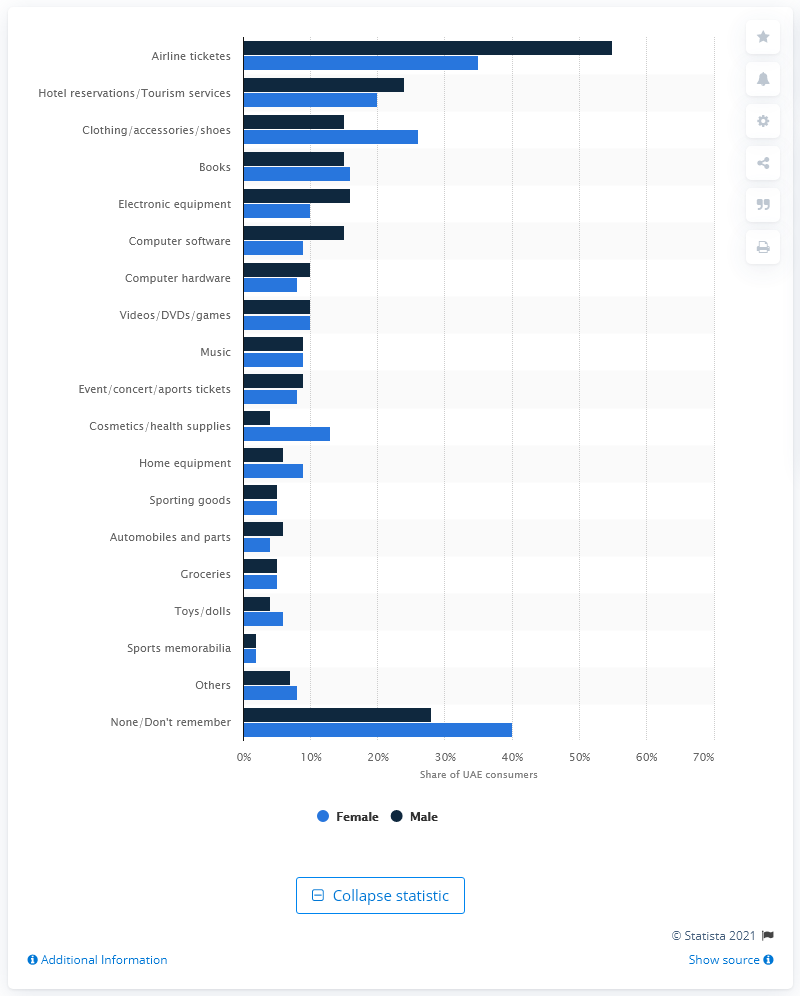 Airline ticketes
Hotel reservations/Tourism services
Clothing/accessories/shoes
Books
Electronic equipment
Computer software
Computer hardware
Videos/DVDs/games
Music
Event/concert/aports tickets
Cosmetics/health supplies
Home equipment
Sporting goods
Automobiles and parts
Groceries
Toys/dolls
Sports memorabilia
Others
None/Don't remember
0% 10% 20% 30% 40% 50% 60% 70%
Share of UAE consumers
Female Male
Collapse statistic
© Statista 2021
Additional Information Show source